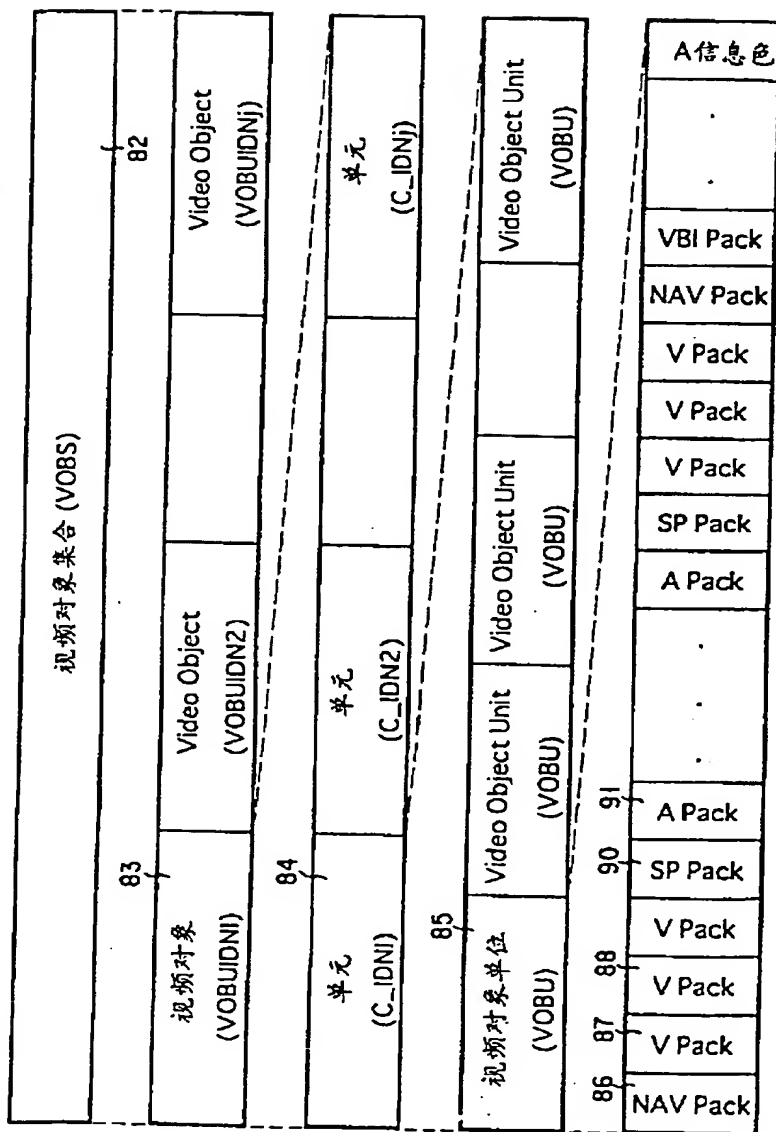 视频对象集合 (VOBS)
82
83
视频对象
(VOBUIDNI)
Video Object
(VOBUIDN2)
Video Object
(VOBUIDNj)
84
单元
(C_IDNI)
单元
(C_IDN2)
单元
(C_IDNj)
85
视频对象单位
(VOBU)
Video Object Unit
(VOBU)
Video Object Unit
(VOBU)
Video Object Unit
(VOBU)
86
NAV Pack
87
V Pack
88
V Pack
V Pack
90
SP Pack
91
A Pack
A Pack
SP Pack
V Pack
V Pack
V Pack
NAV Pack
VBI Pack
A信息色